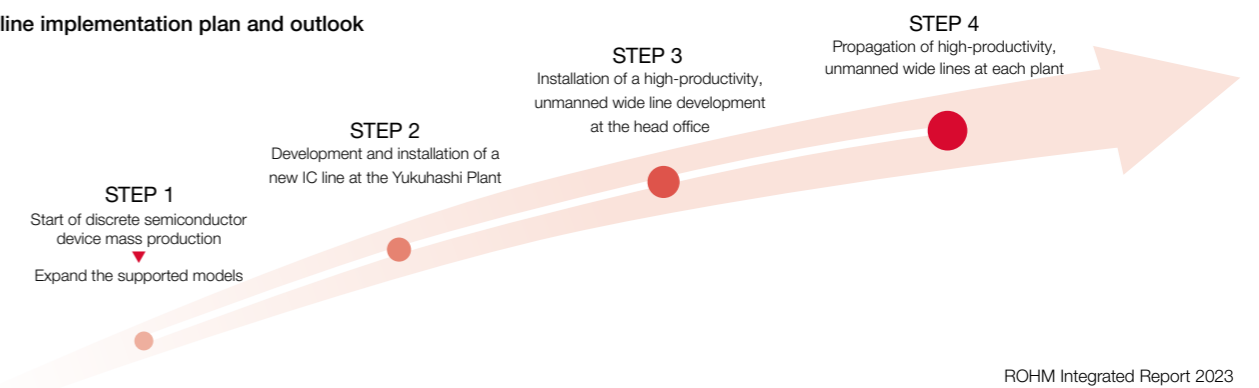 line implementation plan and outlook
STEP 1
Start of discrete semiconductor
device mass production
Expand the supported models
STEP 2
Development and installation of a
new IC line at the Yukuhashi Plant
STEP 3
Installation of a high-productivity,
unmanned wide line development
at the head office
STEP 4
Propagation of high-productivity,
unmanned wide lines at each plant
ROHM Integrated Report 2023